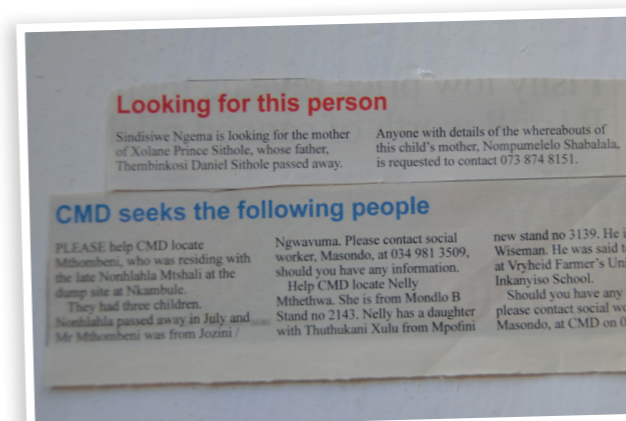 Looking for this person
Sindisiwe Ngema is looking for the mother
of Xolane Prince Sithole, whose father,
Thembinkosi Daniel Sithole passed away.
Anyone with details of the whereabouts of
this child's mother, Nompumelelo Shabalala,
is requested to contact 073 874 8151.
CMD seeks the following people
PLEASE help CMD locate
Mthombeni, who was residing with
the late Nonhlahla Mtshali at the
dump site at Nkambule.
They had three children.
Nonhlahla passed away in July and
Mr Mthombeni was from Jozini /
Ngwavuma. Please contact social
worker, Masondo, at 034 981 3509,
should you have any information.
Help CMD locate Nelly
Mthethwa. She is from Mondlo B
Stand no 2143. Nelly has a daughter
with Thuthukani Xulu from Mpofini
new stand no 3139. He i
Wiseman. He was said t
at Vryheid Farmer's Uni
Inkanyiso School.
Should you have any
please contact social wo
Masondo, at CMD on 0